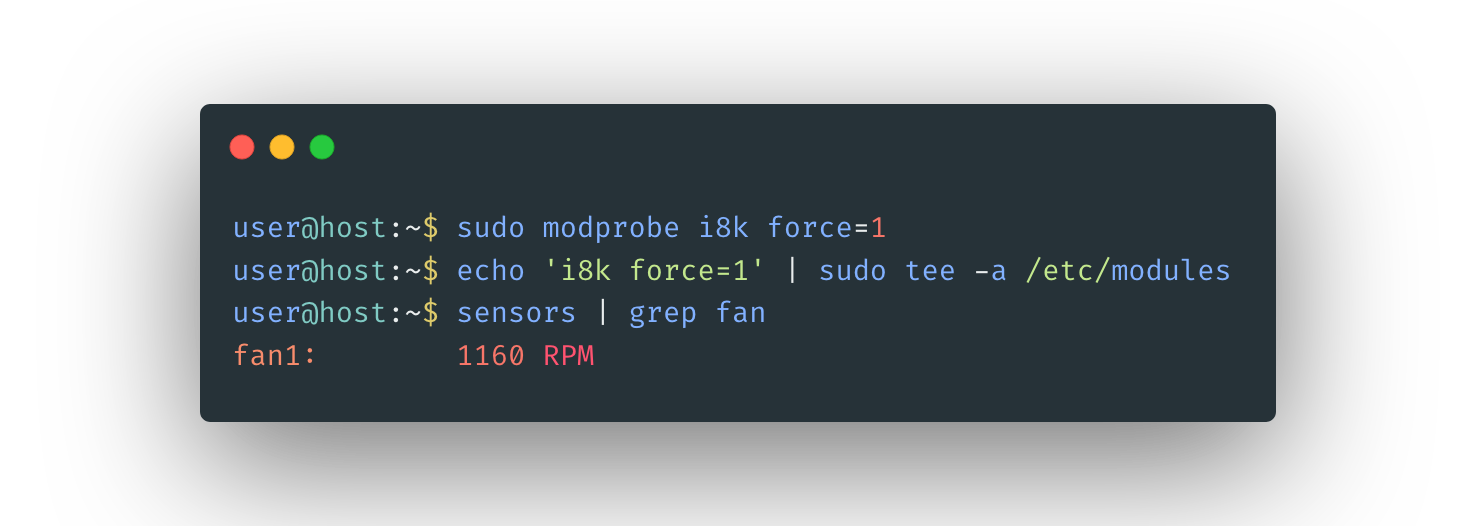 user@host:~$ sudo modprobe i8k force=1
user@host:~$ echo 'i8k force=1' | sudo tee -a /etc/modules
user@host:~$ sensors | grep fan
fan1:        1160 RPM